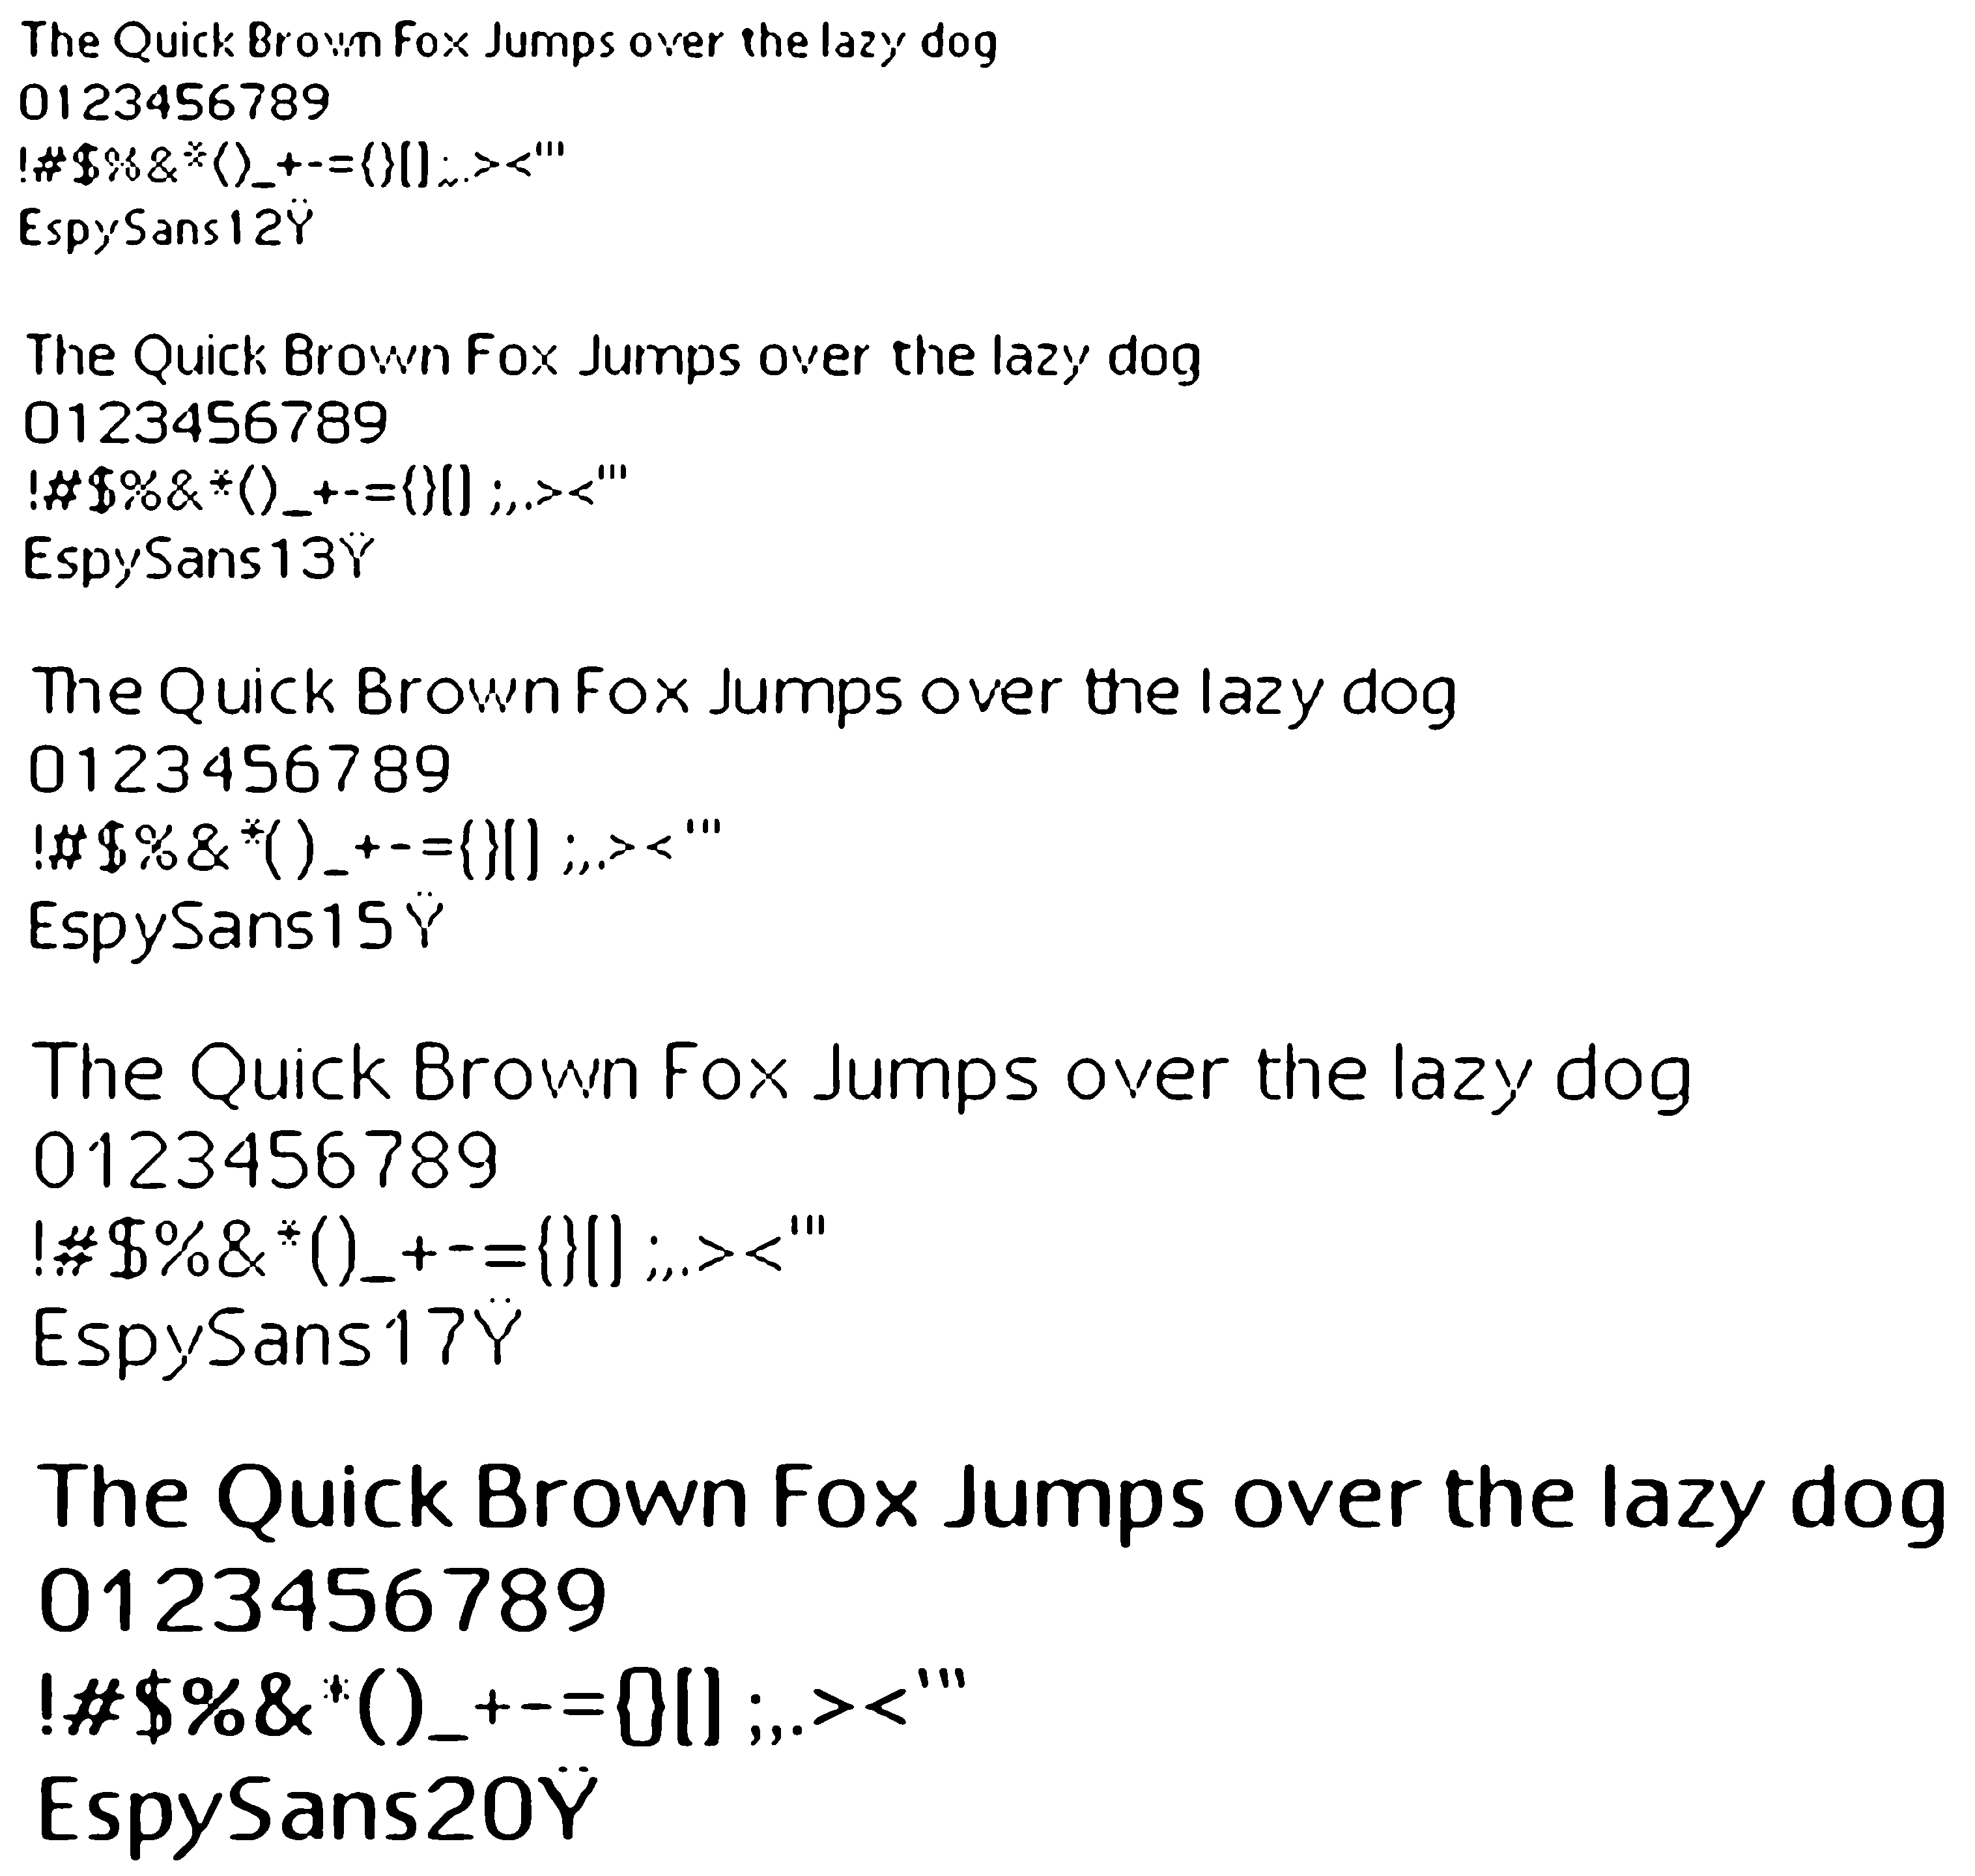 The Quick Brown Fox Jumps over the lazy dog
0123456789
!#$%&*()_+-={}[];,.><'"
EspySans12Ÿ
The Quick Brown Fox Jumps over the lazy dog
0123456789
!#$%&*()_+-={}[] ;,.><'"
EspySans13Ÿ
The Quick Brown Fox Jumps over the lazy dog
0123456789
!#$%&*()_+-={}[] ;,.><'"
EspySans15Ÿ
The Quick Brown Fox Jumps over the lazy dog
0123456789
!#$%&*()_+-={}[] ;,.><'"
EspySans17Ÿ
The Quick Brown Fox Jumps over the lazy dog
0123456789
!#$%&*()_+-={}[] ;,.><'"
EspySans20Ÿ